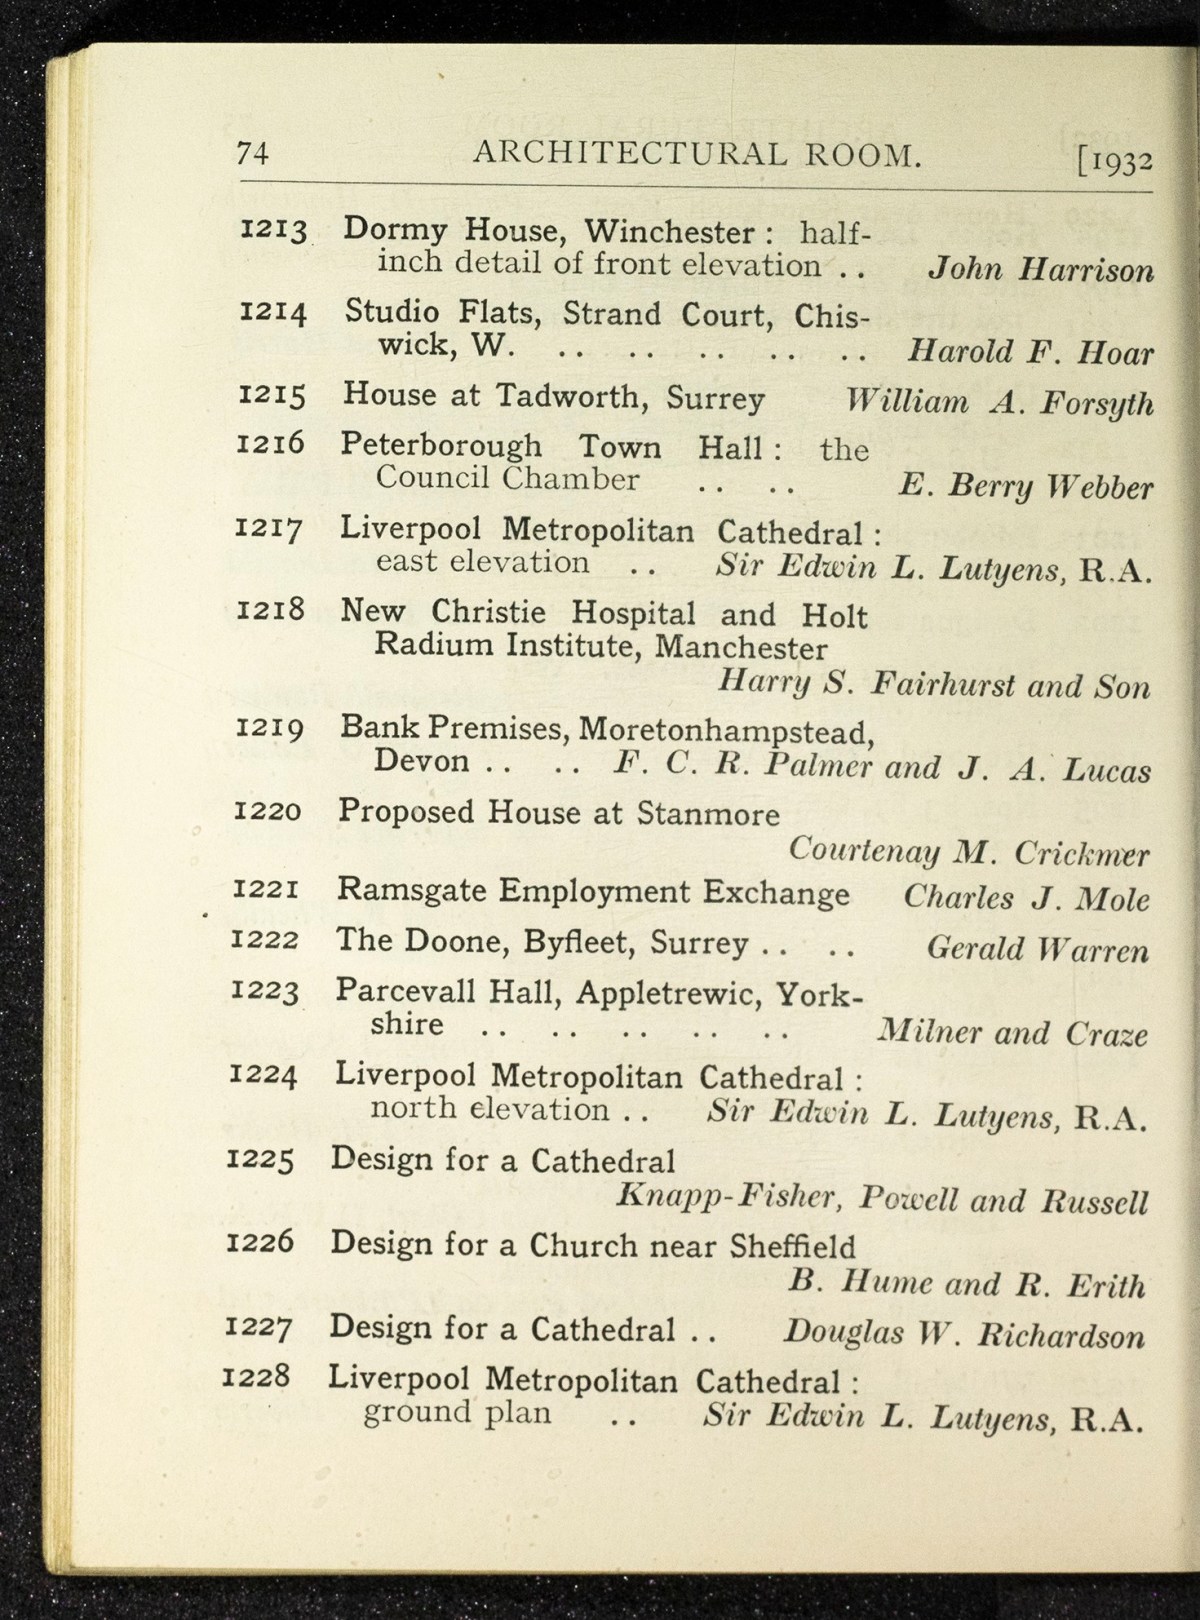 74 ARCHITECTURAL ROOM. [1932
1213 Dormy House, Winchester : half-
inch detail of front elevation .. John Harrison
1214 Studio Flats, Strand Court, Chis-
wick, W. .. .. .. .. .. Harold F. Hoar
1215 House at Tadworth, Surrey William A. Forsyth
1216 Peterborough Town Hall : the
Council Chamber .. .. E. Berry Webber
1217 Liverpool Metropolitan Cathedral :
east elevation .. Sir Edwin L. Lutyens, R.A.
1218 New Christie Hospital and Holt
Radium Institute, Manchester
Harry S. Fairhurst and Son
1219 Bank Premises, Moretonhampstead,
Devon .. .. F. C. R. Palmer and J. A. Lucas
1220 Proposed House at Stanmore
Courtenay M. Crickmer
1221 Ramsgate Employment Exchange Charles J. Mole
1222 The Doone, Byfleet, Surrey .. .. Gerald Warren
1223 Parcevall Hall, Appletrewic, York-
shire .. .. .. .. .. Milner and Craze
1224 Liverpool Metropolitan Cathedral :
north elevation .. Sir Edwin L. Lutyens, R.A.
1225 Design for a Cathedral
Knapp-Fisher, Powell and Russell
1226 Design for a Church near Sheffield
B. Hume and R. Erith
1227 Design for a Cathedral .. Douglas W. Richardson
1228 Liverpool Metropolitan Cathedral :
ground plan .. Sir Edwin L. Lutyens, R.A.